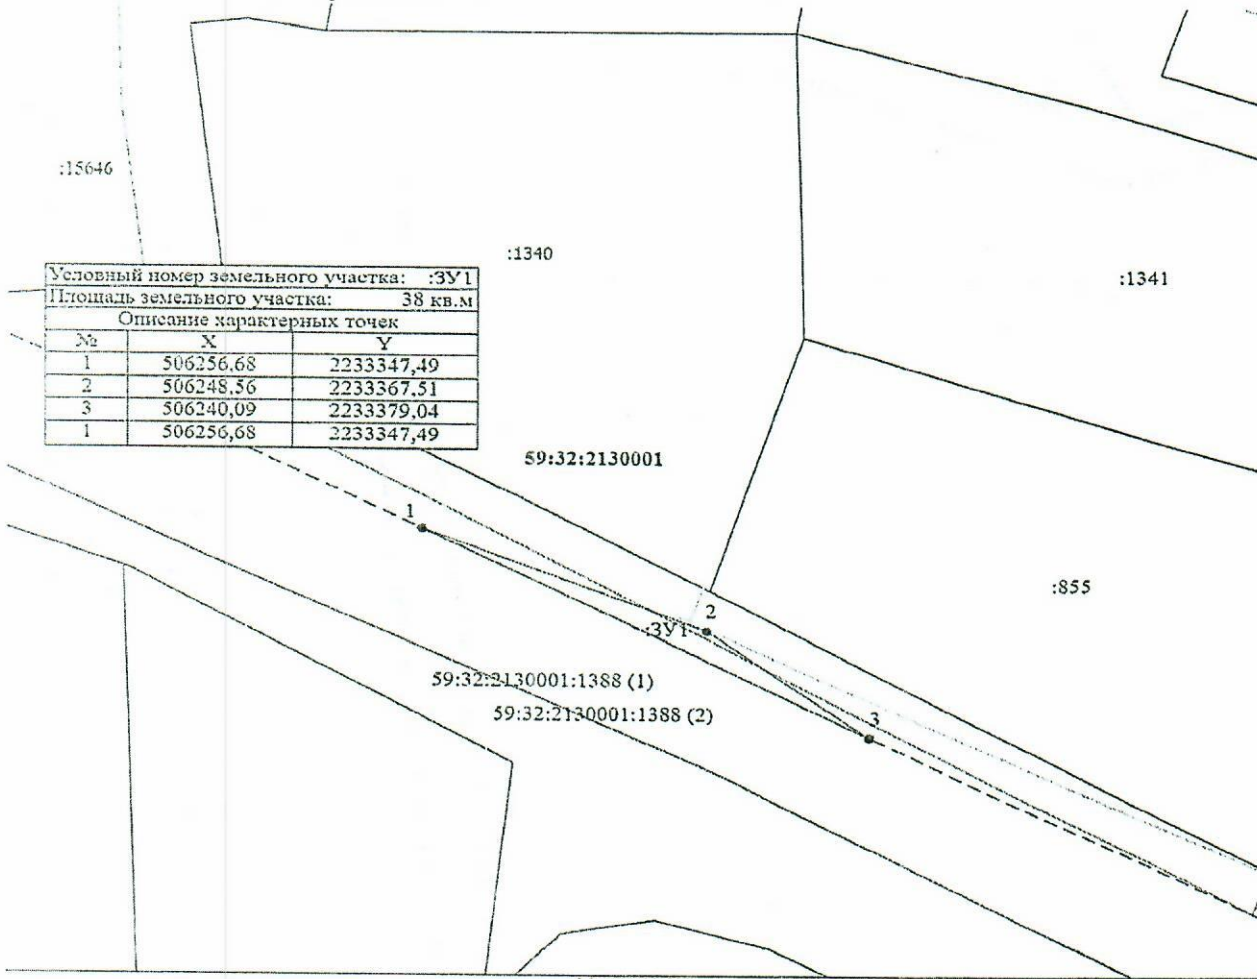 :15646
:1340
:1341
Условный номер земельного участка: :ЗУ1
Площадь земельного участка: 38 кв.м
Описание характерных точек
№ X Y
1 506256,68 2233347,49
2 506248,56 2233367,51
3 506240,09 2233379,04
1 506256,68 2233347,49
59:32:2130001
1
:855
2
:ЗУ1
59:32:2130001:1388 (1)
59:32:2130001:1388 (2)
3